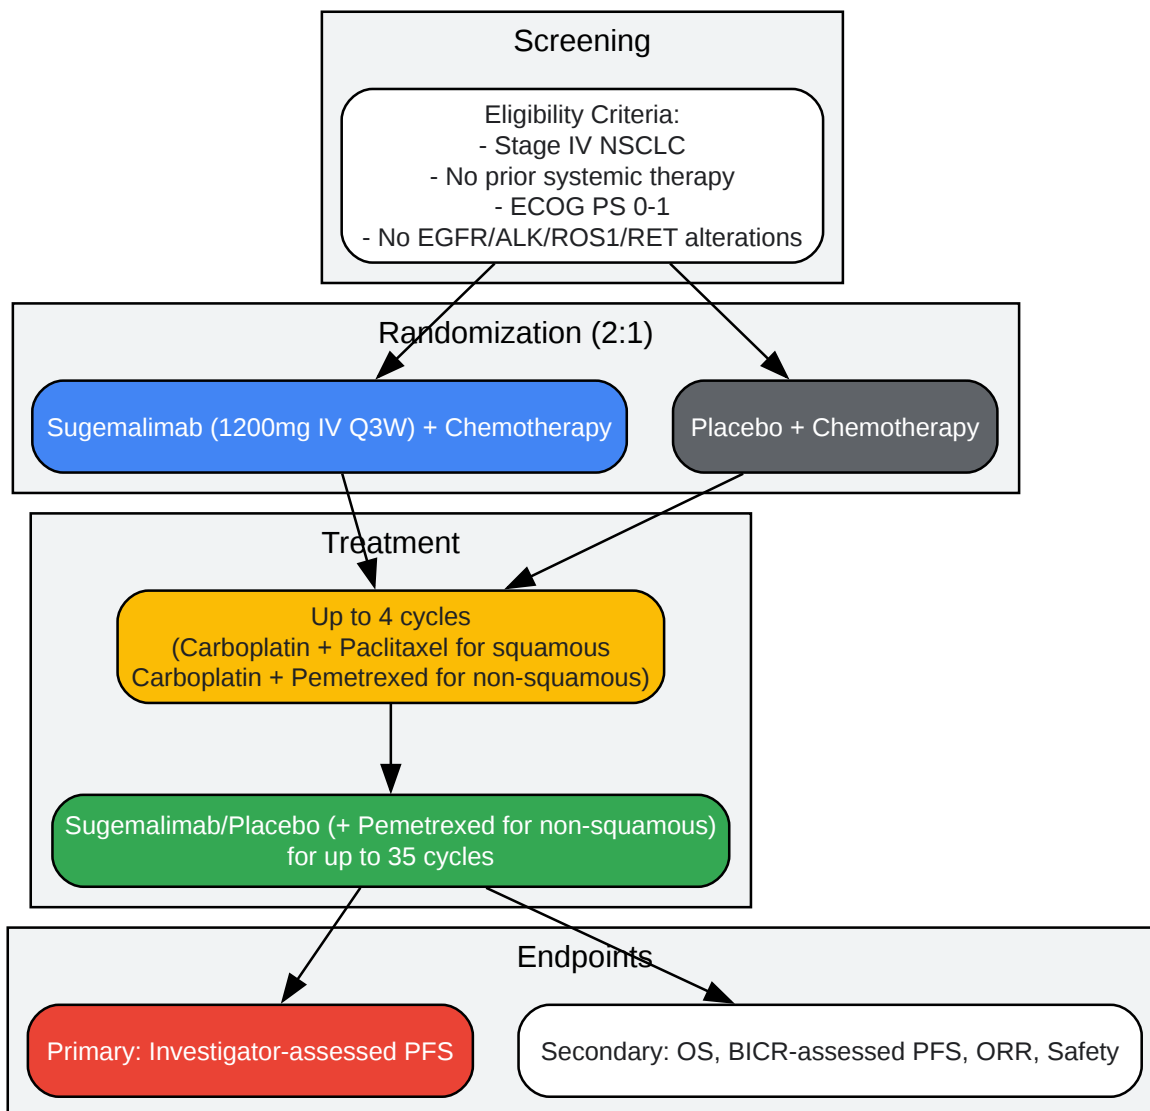 Screening
Eligibility Criteria:
- Stage IV NSCLC
- No prior systemic therapy
- ECOG PS 0-1
- No EGFR/ALK/ROS1/RET alterations
Randomization (2:1)
Sugemalimab (1200mg IV Q3W) + Chemotherapy
Placebo + Chemotherapy
Treatment
Up to 4 cycles
(Carboplatin + Paclitaxel for squamous
Carboplatin + Pemetrexed for non-squamous)
Sugemalimab/Placebo (+ Pemetrexed for non-squamous)
for up to 35 cycles
Endpoints
Primary: Investigator-assessed PFS
Secondary: OS, BICR-assessed PFS, ORR, Safety